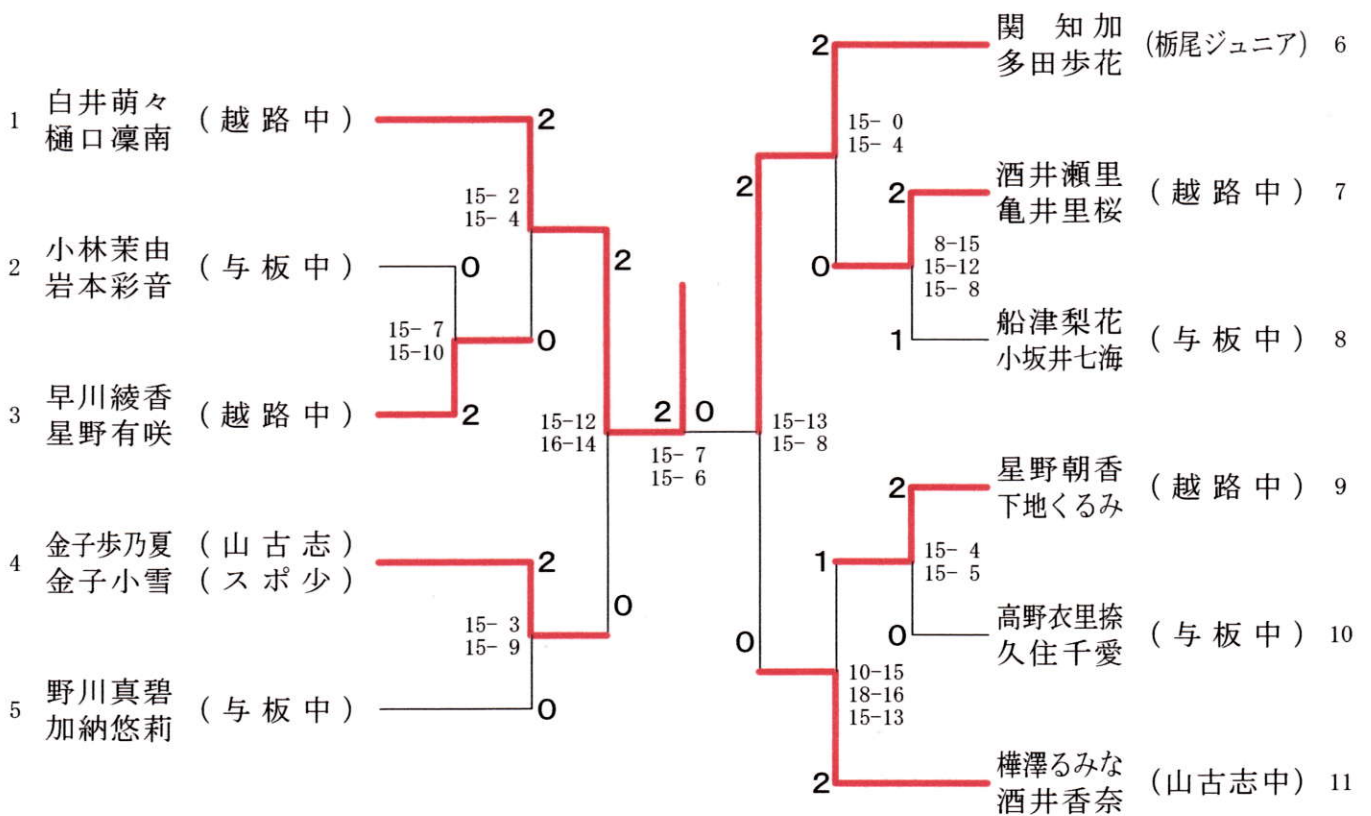 1 白井萌々 (越路中)
樋口凜南
2
15- 2
15- 4
2 小林茉由 (与板中)
岩本彩音
0
2
15- 7
15-10
0
3 早川綾香 (越路中)
星野有咲
2
15-12
16-14
4 金子歩乃夏 (山古志)
金子小雪 (スポ少)
2
0
15- 3
15- 9
5 野川真碧 (与板中)
加納悠莉
0
2 0
15- 7
15- 6
2
関 知加 (栃尾ジュニア) 6
多田歩花
15- 0
15- 4
2
2
酒井瀬里 (越路中) 7
亀井里桜
0
8-15
15-12
15- 8
1
船津梨花 (与板中) 8
小坂井七海
15-13
15- 8
2
星野朝香 (越路中) 9
下地くるみ
1
15- 4
15- 5
0
0
高野衣里捺 (与板中) 10
久住千愛
10-15
18-16
15-13
2
樺澤るみな (山古志中) 11
酒井香奈